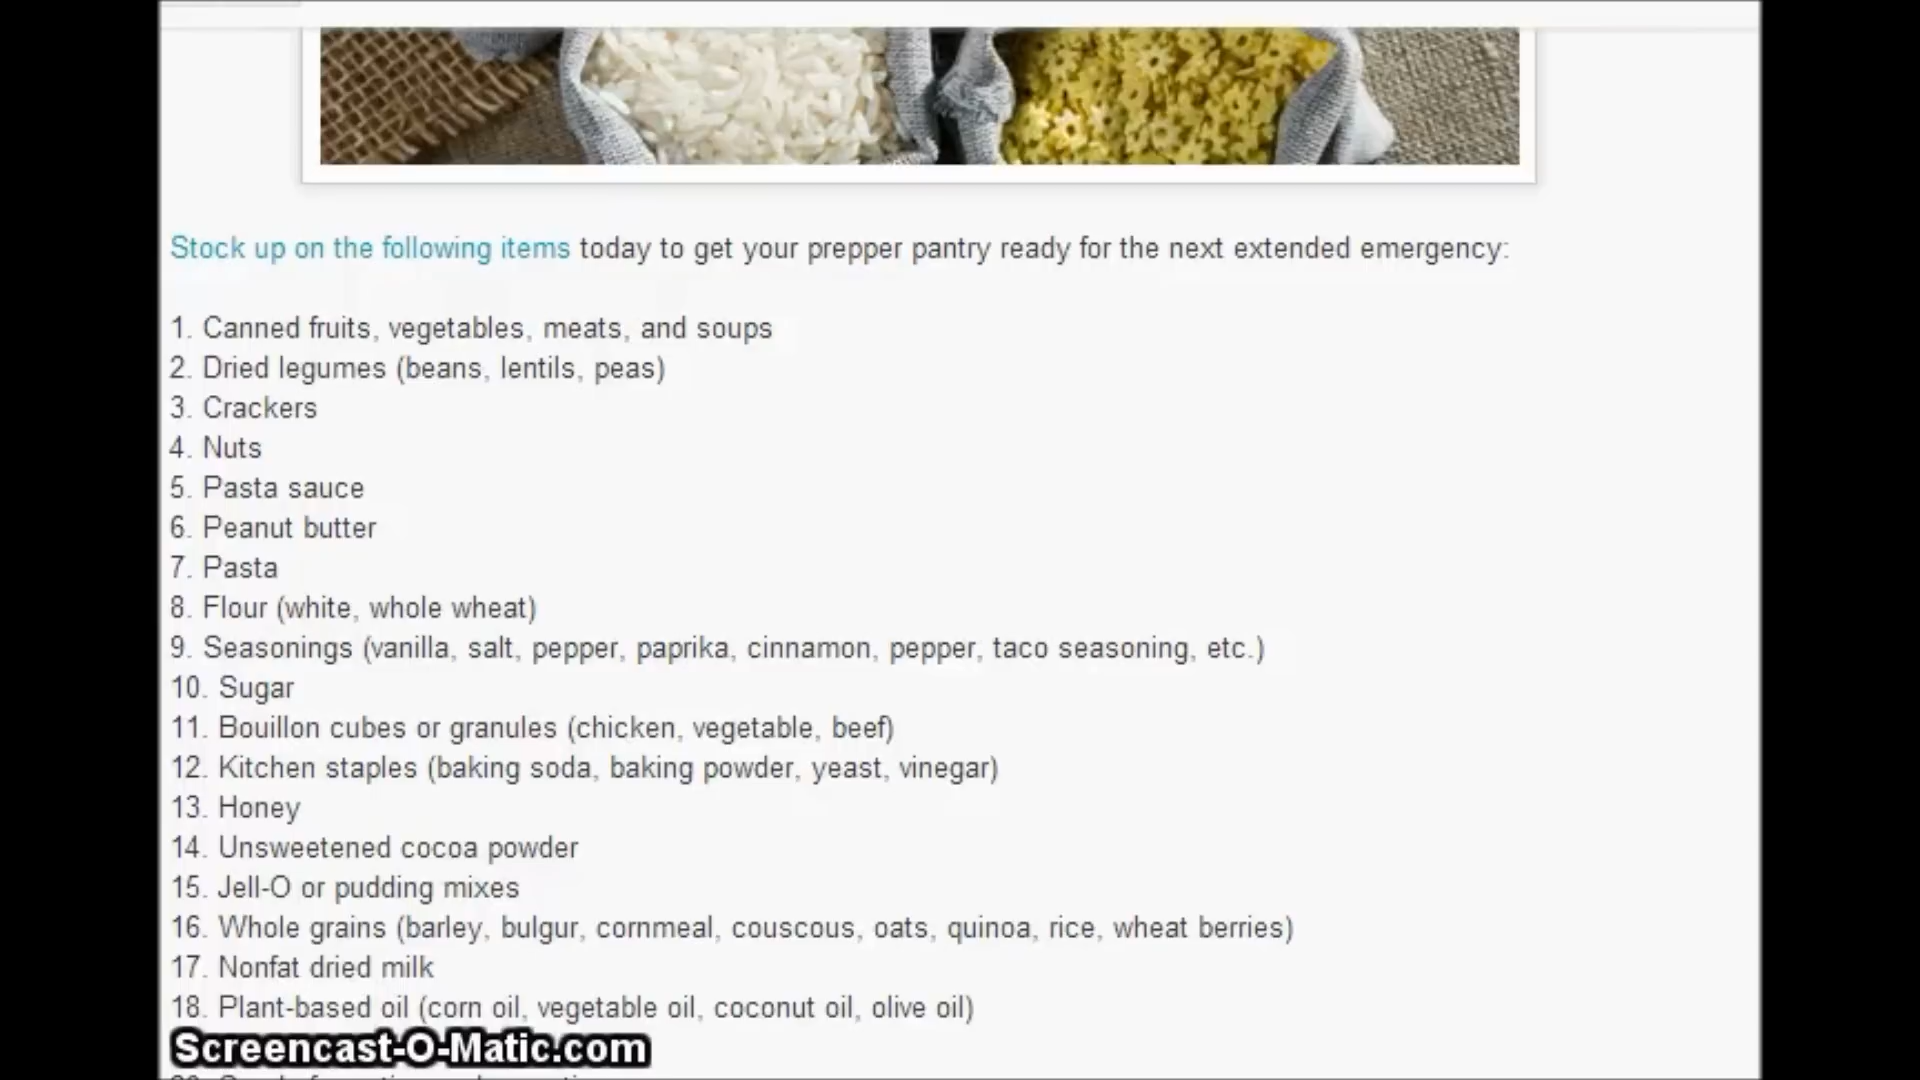 Stock up on the following items today to get your prepper pantry ready for the next extended emergency:
1. Canned fruits, vegetables, meats, and soups
2. Dried legumes (beans, lentils, peas)
3. Crackers
4. Nuts
5. Pasta sauce
6. Peanut butter
7. Pasta
8. Flour (white, whole wheat)
9. Seasonings (vanilla, salt, pepper, paprika, cinnamon, pepper, taco seasoning, etc.)
10. Sugar
11. Bouillon cubes or granules (chicken, vegetable, beef)
12. Kitchen staples (baking soda, baking powder, yeast, vinegar)
13. Honey
14. Unsweetened cocoa powder
15. Jell-O or pudding mixes
16. Whole grains (barley, bulgur, cornmeal, couscous, oats, quinoa, rice, wheat berries)
17. Nonfat dried milk
18. Plant-based oil (corn oil, vegetable oil, coconut oil, olive oil)
Screencast-O-Matic.com